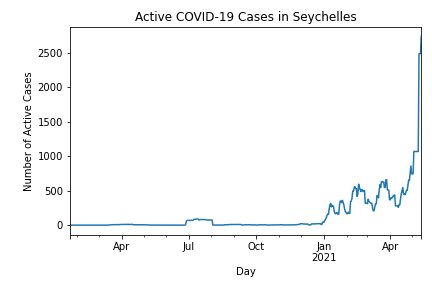 Active COVID-19 Cases in Seychelles
Number of Active Cases
2500
2000
1500
1000
500
0
Apr
Jul
Oct
Jan
2021
Apr
Day